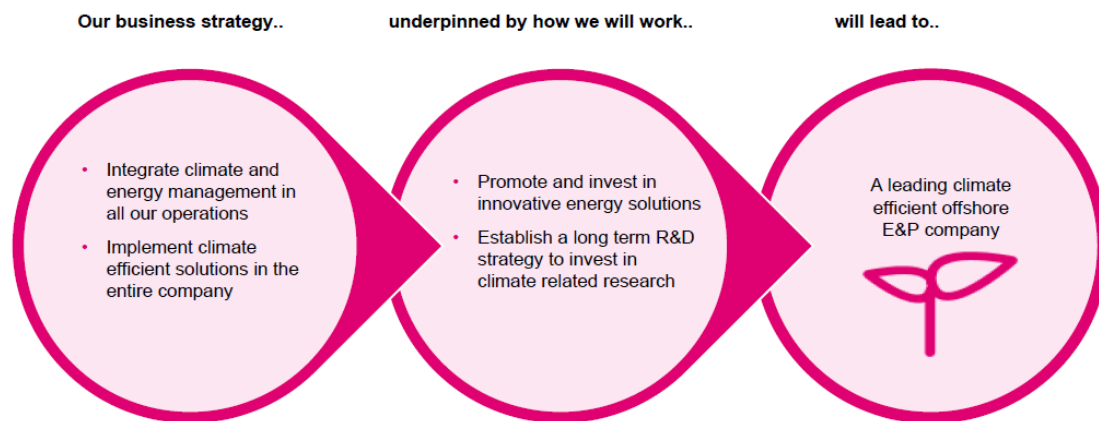 Our business strategy..
underpinned by how we will work..
will lead to..
• Integrate climate and
energy management in
all our operations
• Implement climate
efficient solutions in the
entire company
• Promote and invest in
innovative energy solutions
• Establish a long term R&D
strategy to invest in
climate related research
A leading climate
efficient offshore
E&P company